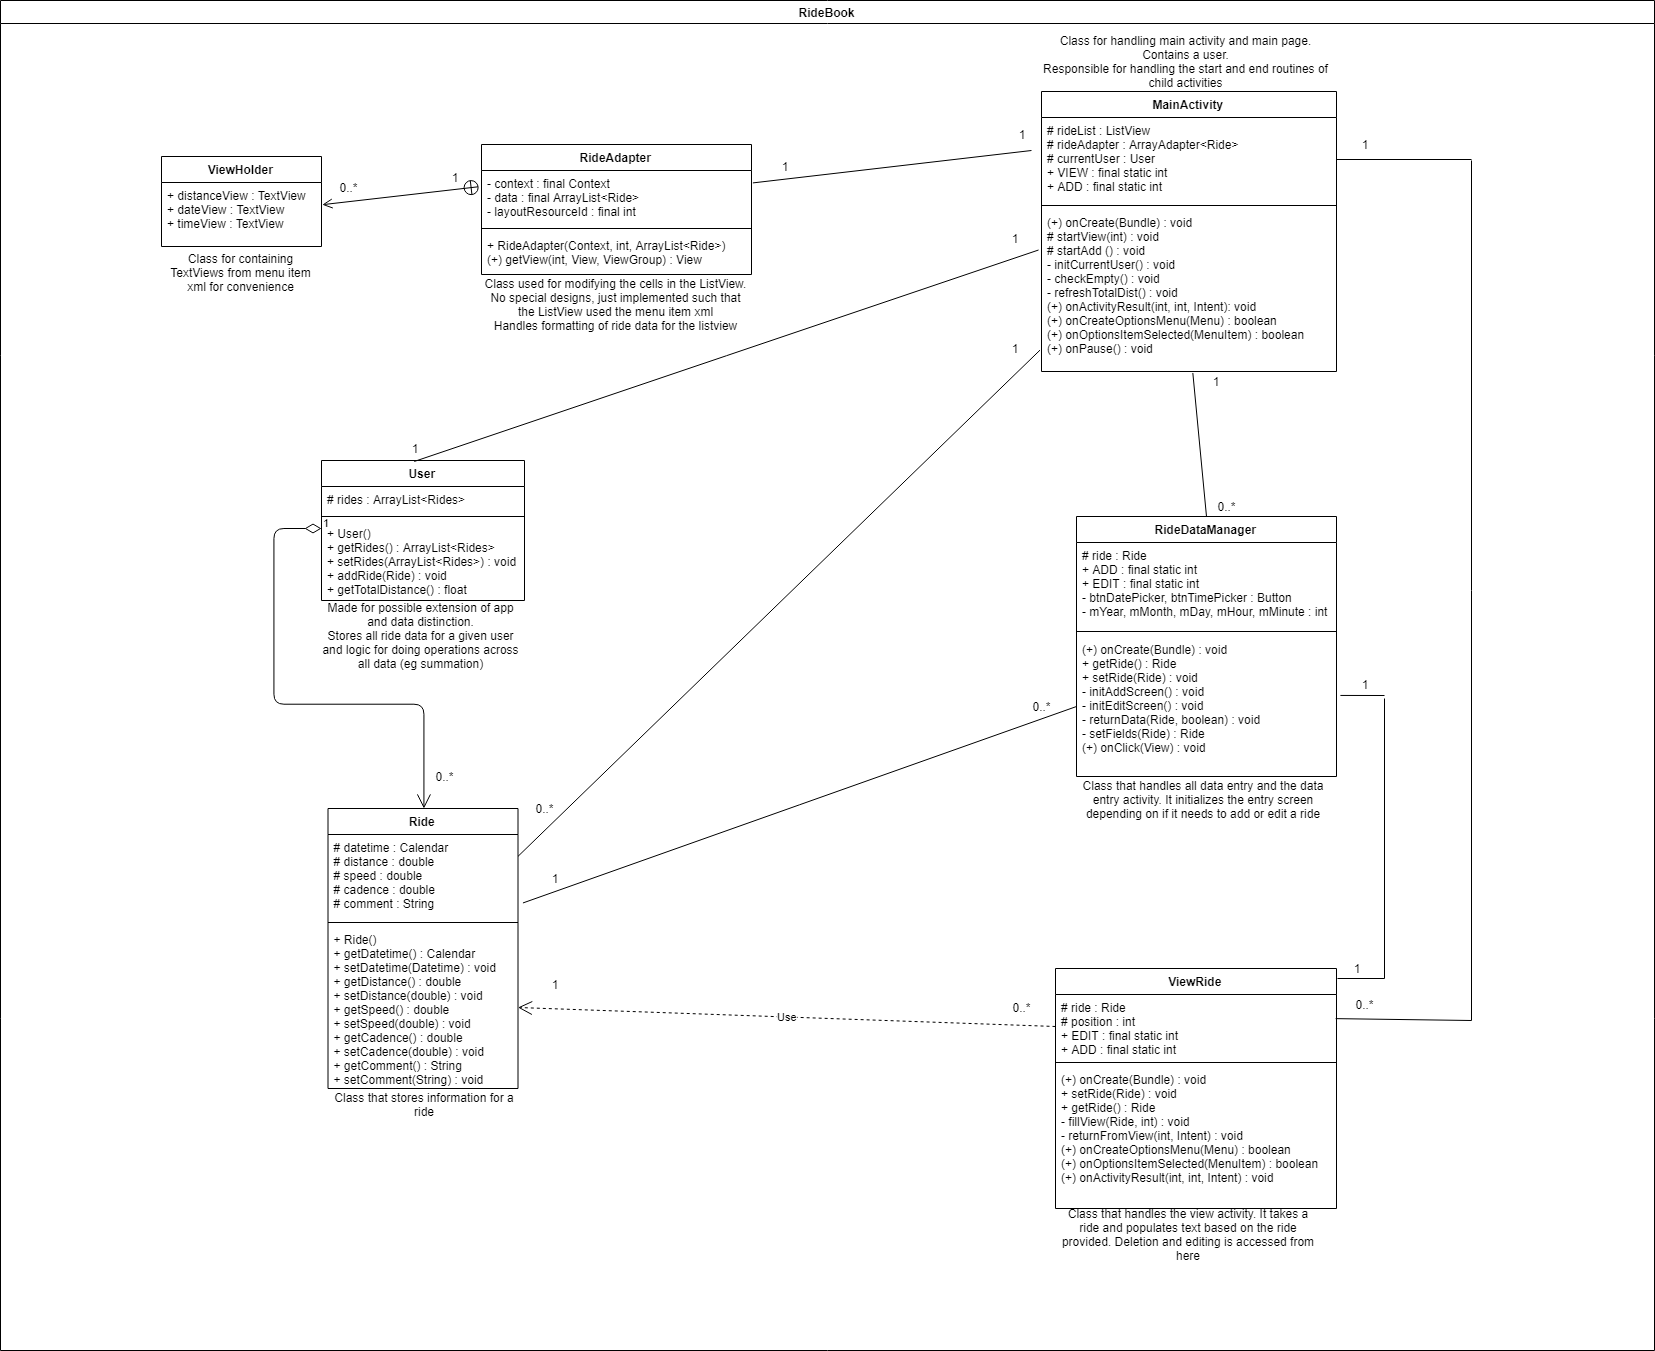 RideBook
Class for handling main activity and main page.
Contains a user.
Responsible for handling the start and end routines of
child activities
MainActivity
# rideList : ListView
# rideAdapter : ArrayAdapter<Ride>
# currentUser : User
+ VIEW : final static int
+ ADD : final static int
(+) onCreate(Bundle) : void
# startView(int) : void
# startAdd () : void
- initCurrentUser() : void
- checkEmpty() : void
- refreshTotalDist() : void
(+) onActivityResult(int, int, Intent): void
(+) onCreateOptionsMenu(Menu) : boolean
(+) onOptionsItemSelected(MenuItem) : boolean
(+) onPause() : void
1
1
1
1
1
1
RideAdapter
- context : final Context
- data : final ArrayList<Ride>
- layoutResourceId : final int
+ RideAdapter(Context, int, ArrayList<Ride>)
(+) getView(int, View, ViewGroup) : View
Class used for modifying the cells in the ListView.
No special designs, just implemented such that
the ListView used the menu item xml
Handles formatting of ride data for the listview
1
0..*
ViewHolder
+ distanceView : TextView
+ dateView : TextView
+ timeView : TextView
Class for containing
TextViews from menu item
xml for convenience
1
User
# rides : ArrayList<Rides>
1
+ User()
+ getRides() : ArrayList<Rides>
+ setRides(ArrayList<Rides>) : void
+ addRide(Ride) : void
+ getTotalDistance() : float
Made for possible extension of app
and data distinction.
Stores all ride data for a given user
and logic for doing operations across
all data (eg summation)
0..*
RideDataManager
# ride : Ride
+ ADD : final static int
+ EDIT : final static int
- btnDatePicker, btnTimePicker : Button
- mYear, mMonth, mDay, mHour, mMinute : int
(+) onCreate(Bundle) : void
+ getRide() : Ride
+ setRide(Ride) : void
- initAddScreen() : void
- initEditScreen() : void
- returnData(Ride, boolean) : void
- setFields(Ride) : Ride
(+) onClick(View) : void
Class that handles all data entry and the data
entry activity. It initializes the entry screen
depending on if it needs to add or edit a ride
1
0..*
0..*
0..*
1
Ride
# datetime : Calendar
# distance : double
# speed : double
# cadence : double
# comment : String
+ Ride()
+ getDatetime() : Calendar
+ setDatetime(Datetime) : void
+ getDistance() : double
+ setDistance(double) : void
+ getSpeed() : double
+ setSpeed(double) : void
+ getCadence() : double
+ setCadence(double) : void
+ getComment() : String
+ setComment(String) : void
Class that stores information for a
ride
1
Use
0..*
1
0..*
ViewRide
# ride : Ride
# position : int
+ EDIT : final static int
+ ADD : final static int
(+) onCreate(Bundle) : void
+ setRide(Ride) : void
+ getRide() : Ride
- fillView(Ride, int) : void
- returnFromView(int, Intent) : void
(+) onCreateOptionsMenu(Menu) : boolean
(+) onOptionsItemSelected(MenuItem) : boolean
(+) onActivityResult(int, int, Intent) : void
Class that handles the view activity. It takes a
ride and populates text based on the ride
provided. Deletion and editing is accessed from
here